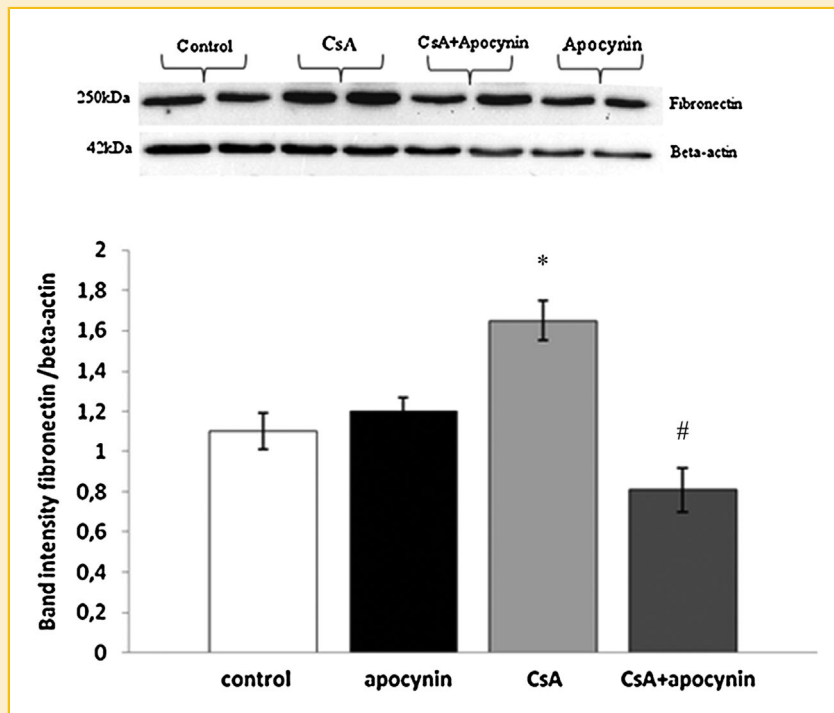 Control CsA CsA+Apocynin Apocynin
250kDa Fibronectin
42kDa Beta-actin
Band intensity fibronectin /beta-actin
2
*
1,8
1,6
1,4
1,2
#
1
0,8
0,6
0,4
0,2
0
control apocynin CsA CsA+apocynin